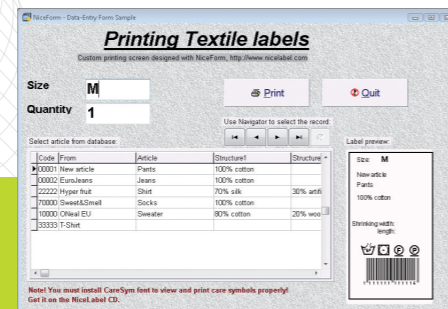 NiceForm - Data-Entry Form Sample
Printing Textile labels
Custom printing screen designed with NiceForm, http://www.nicelabel.com
Size M
Quantity 1
Print
Quit
Use Navigator to select the record:
Select article from database:
Code From Article Structure1 Structure
00001 New article Pants 100% cotton
00002 EuroJeans Jeans 100% cotton
22222 Hyper fruit Shirt 70% silk 30% artifi
70000 Sweet&Smell Socks 100% cotton
10000 ONeal EU Sweater 80% cotton 20% woo
33333 T-Shirt
Note! You must install CareSym font to view and print care symbols properly!
Get it on the NiceLabel CD.
Label preview:
Size: M
New article
Pants
100% cotton
Shrinking width:
length: